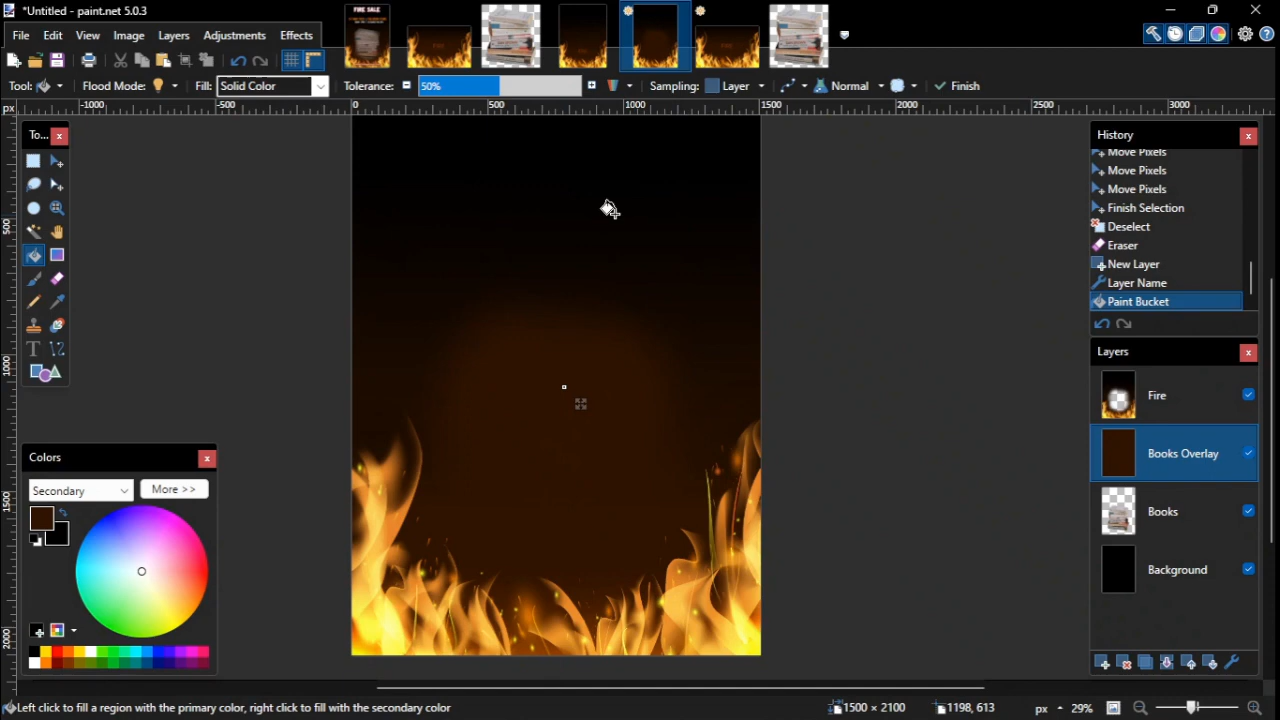 *Untitled - paint.net 5.0.3
FIRE SALE
File Edit View Image Layers Adjustments Effects
Tool: Flood Mode: Fill: Solid Color Tolerance: 50% Sampling: Layer Normal Finish
px -1000 -500 0 500 1000 1500 2000 2500 3000
To...
History
Move Pixels
Move Pixels
Move Pixels
Finish Selection
Deselect
Eraser
New Layer
Layer Name
Paint Bucket
500
1000
1500
2000
Layers
Fire
Books Overlay
Books
Background
Colors
Secondary More >>
Left click to fill a region with the primary color, right click to fill with the secondary color 1500 × 2100 1198, 613 px 29%